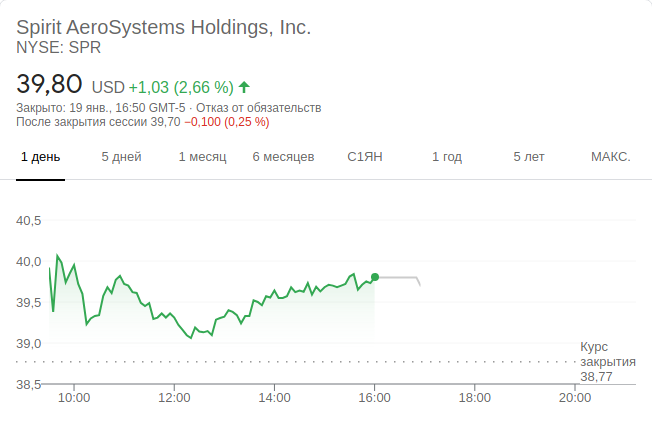 Spirit AeroSystems Holdings, Inc.
NYSE: SPR
39,80 USD +1,03 (2,66 %)
Закрыто: 19 янв., 16:50 GMT-5 · Отказ от обязательств
После закрытия сессии 39,70 −0,100 (0,25 %)
1 день 5 дней 1 месяц 6 месяцев С1ЯН 1 год 5 лет МАКС.
40,5
40,0
39,5
39,0
Курс
закрытия
38,77
38,5
10:00 12:00 14:00 16:00 18:00 20:00